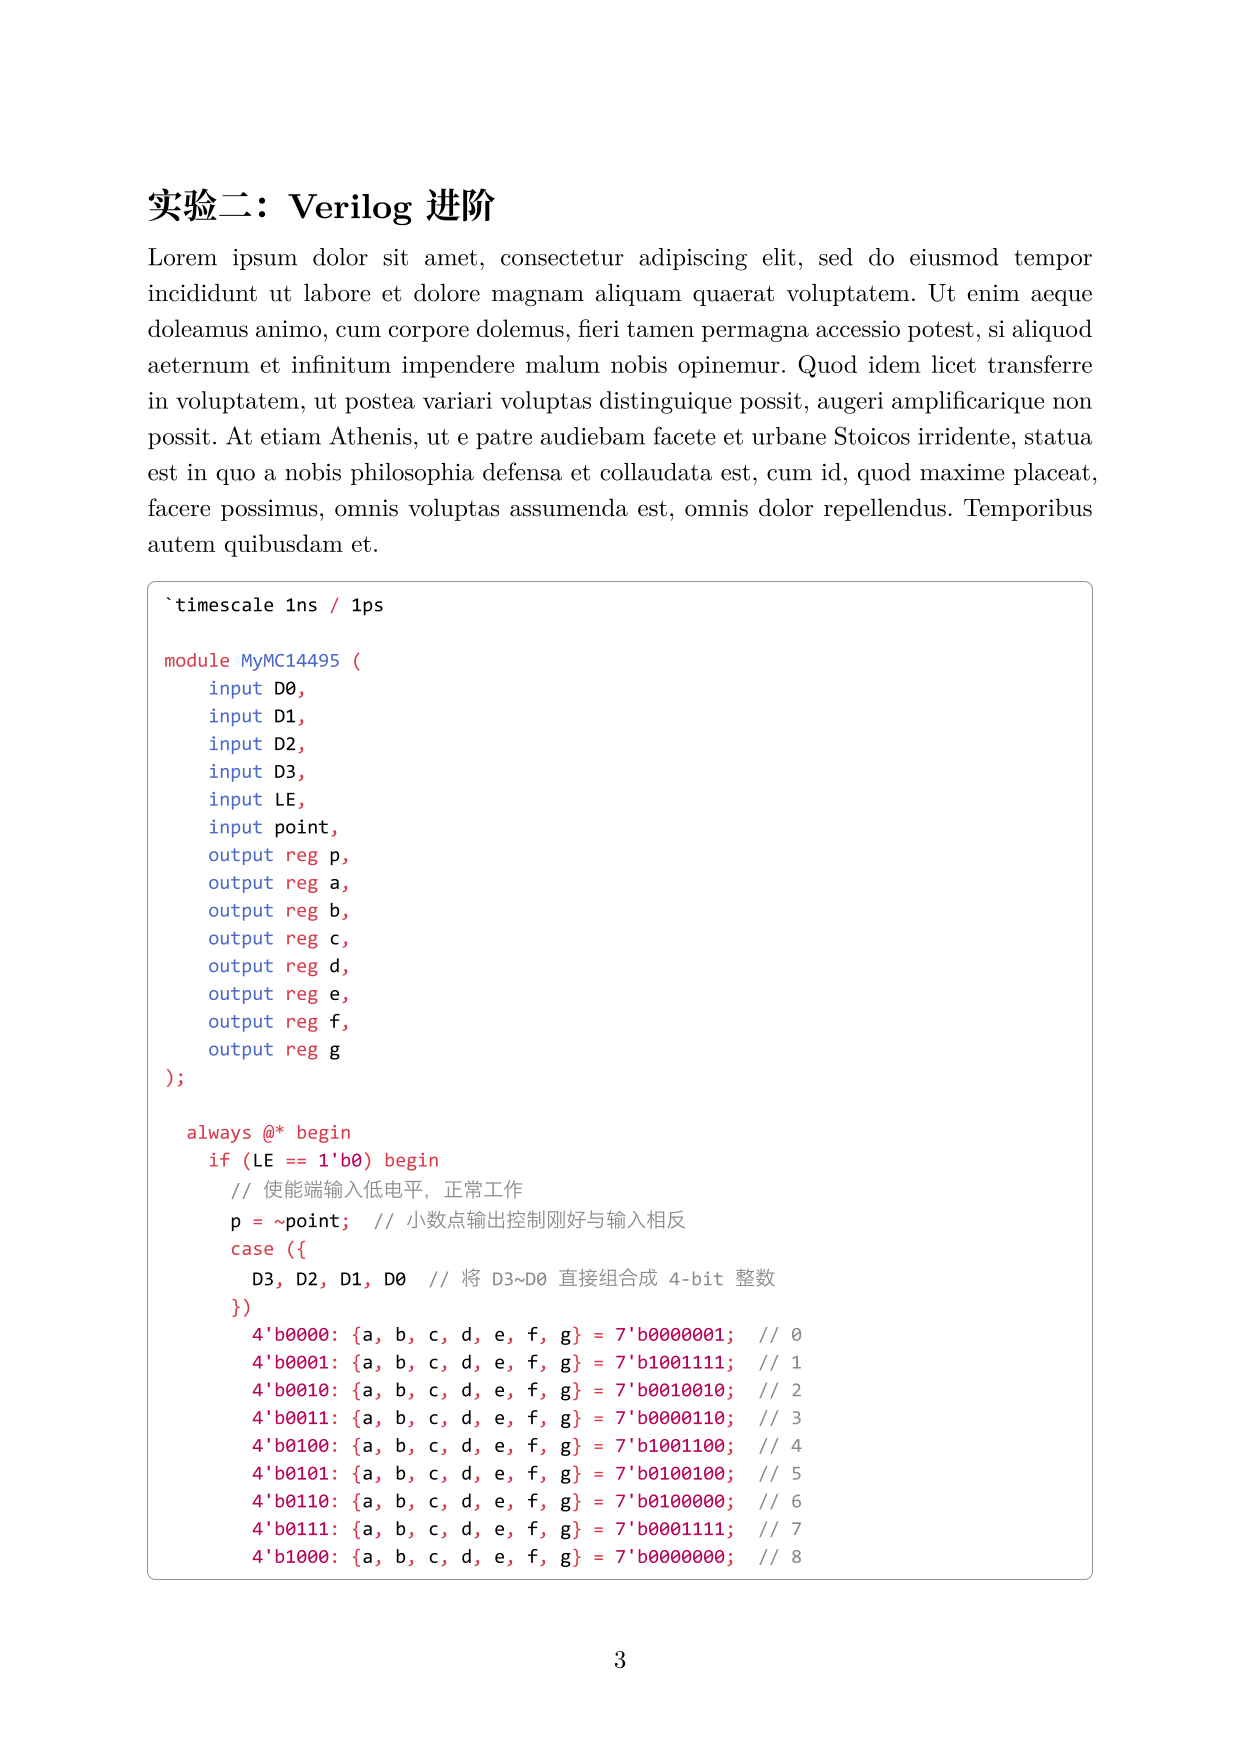 实验二：Verilog 进阶
Lorem ipsum dolor sit amet, consectetur adipiscing elit, sed do eiusmod tempor
incididunt ut labore et dolore magnam aliquam quaerat voluptatem. Ut enim aeque
doleamus animo, cum corpore dolemus, fieri tamen permagna accessio potest, si aliquod
aeternum et infinitum impendere malum nobis opinemur. Quod idem licet transferre
in voluptatem, ut postea variari voluptas distinguique possit, augeri amplificarique non
possit. At etiam Athenis, ut e patre audiebam facete et urbane Stoicos irridente, statua
est in quo a nobis philosophia defensa et collaudata est, cum id, quod maxime placeat,
facere possimus, omnis voluptas assumenda est, omnis dolor repellendus. Temporibus
autem quibusdam et.
`timescale 1ns / 1ps
module MyMC14495 (
    input D0,
    input D1,
    input D2,
    input D3,
    input LE,
    input point,
    output reg p,
    output reg a,
    output reg b,
    output reg c,
    output reg d,
    output reg e,
    output reg f,
    output reg g
);
  always @* begin
    if (LE == 1'b0) begin
      // 使能端输入低电平，正常工作
      p = ~point;  // 小数点输出控制刚好与输入相反
      case ({
        D3, D2, D1, D0  // 将 D3~D0 直接组合成 4-bit 整数
      })
        4'b0000: {a, b, c, d, e, f, g} = 7'b0000001;  // 0
        4'b0001: {a, b, c, d, e, f, g} = 7'b1001111;  // 1
        4'b0010: {a, b, c, d, e, f, g} = 7'b0010010;  // 2
        4'b0011: {a, b, c, d, e, f, g} = 7'b0000110;  // 3
        4'b0100: {a, b, c, d, e, f, g} = 7'b1001100;  // 4
        4'b0101: {a, b, c, d, e, f, g} = 7'b0100100;  // 5
        4'b0110: {a, b, c, d, e, f, g} = 7'b0100000;  // 6
        4'b0111: {a, b, c, d, e, f, g} = 7'b0001111;  // 7
        4'b1000: {a, b, c, d, e, f, g} = 7'b0000000;  // 8
3